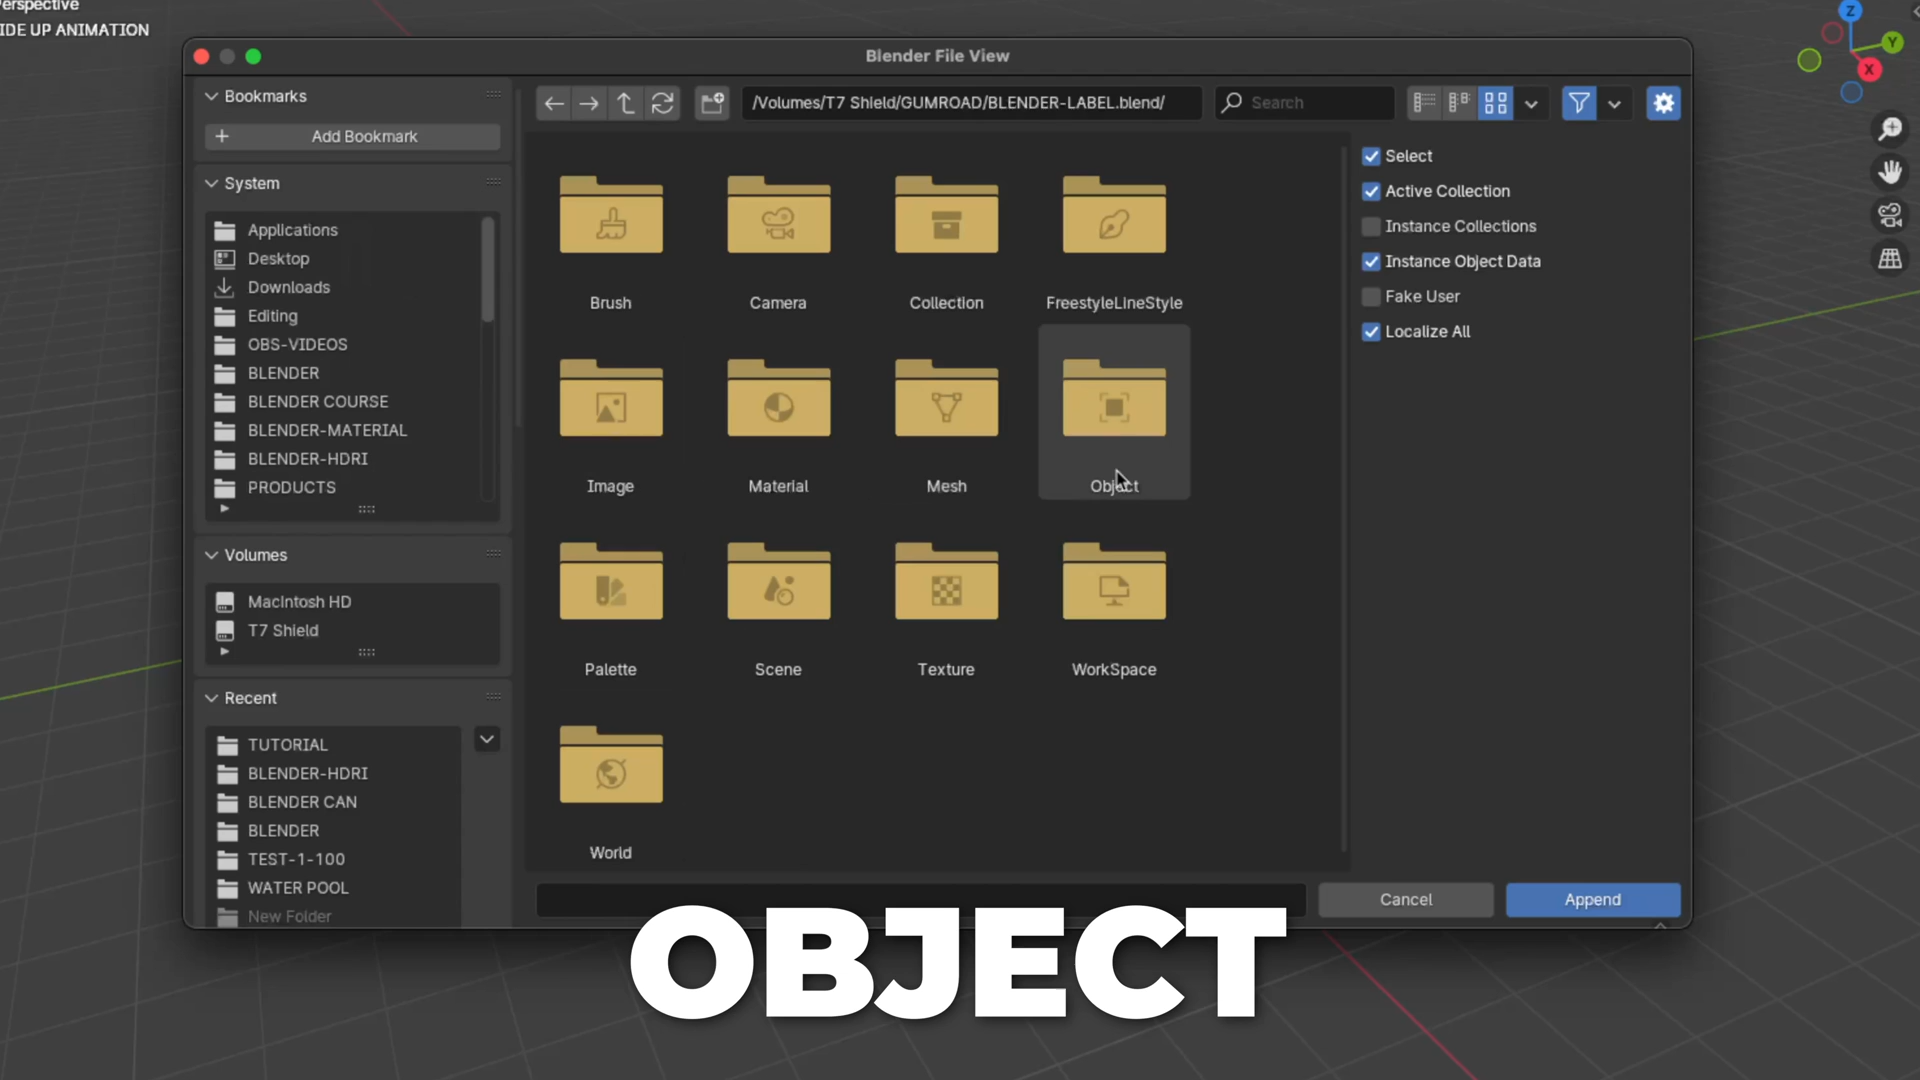 erspective
IDE UP ANIMATION
Z
Y
X
Blender File View
Bookmarks
Add Bookmark
System
Applications
Desktop
Downloads
Editing
OBS-VIDEOS
BLENDER
BLENDER COURSE
BLENDER-MATERIAL
BLENDER-HDRI
PRODUCTS
Volumes
Macintosh HD
T7 Shield
Recent
TUTORIAL
BLENDER-HDRI
BLENDER CAN
BLENDER
TEST-1-100
WATER POOL
New Folder
/Volumes/T7 Shield/GUMROAD/BLENDER-LABEL.blend/
Search
Brush
Camera
Collection
FreestyleLineStyle
Image
Material
Mesh
Object
Palette
Scene
Texture
WorkSpace
World
Select
Active Collection
Instance Collections
Instance Object Data
Fake User
Localize All
Cancel
Append
OBJECT